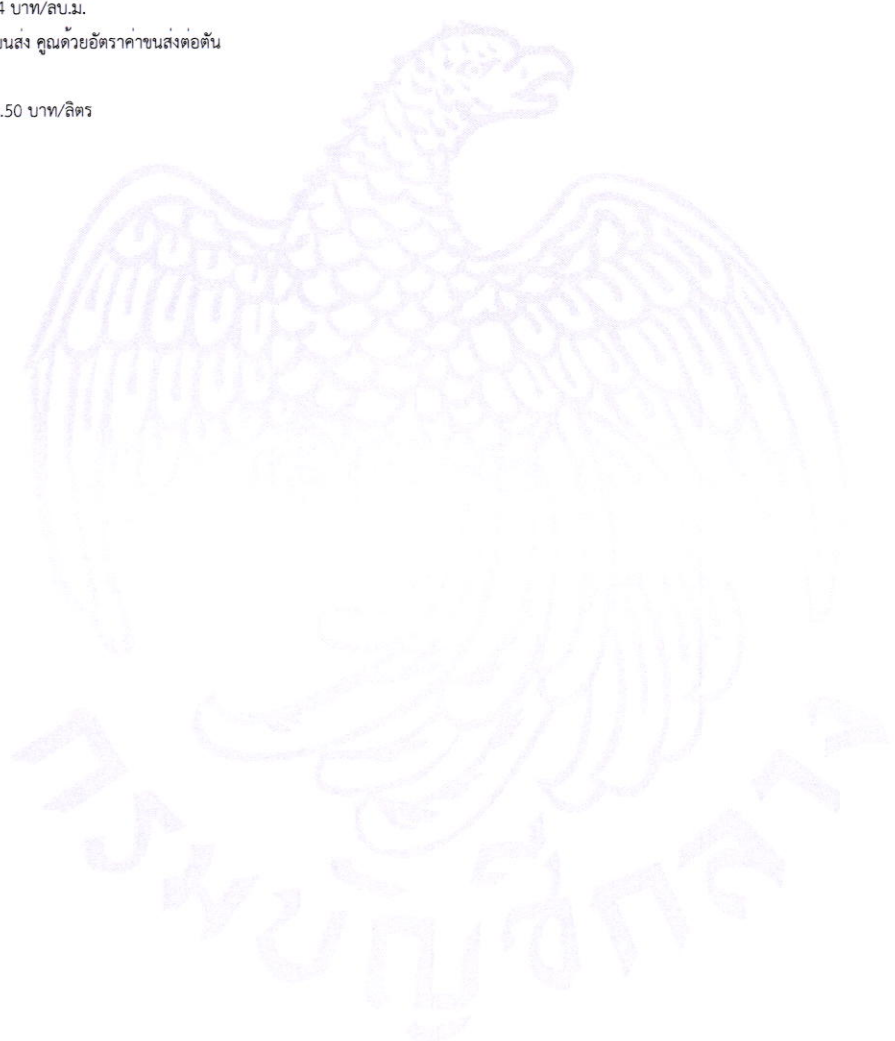 4 บาท/ลบ.ม.
ขนส่ง คูณด้วยอัตราค่าขนส่งต่อตัน
.50 บาท/ลิตร
กรมบัญชีกลาง